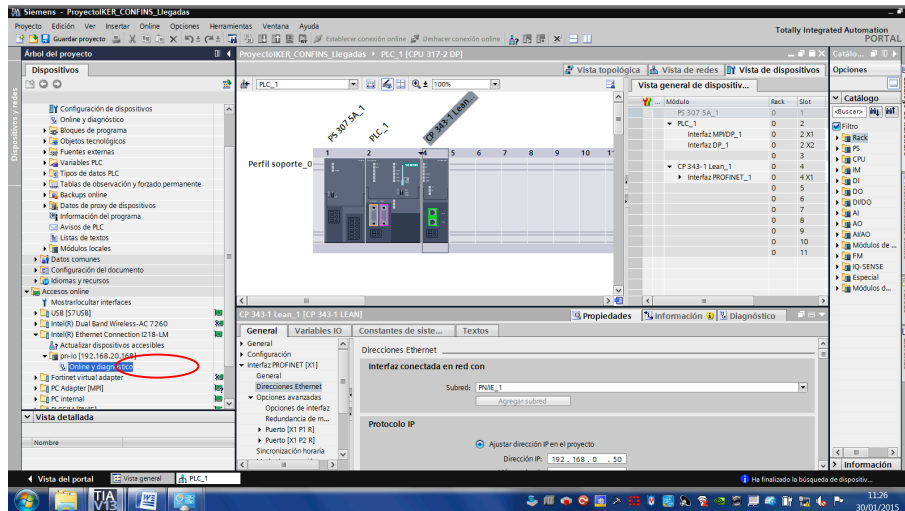 Siemens - ProyectoIKER_CONFINS_Llegadas
Proyecto Edición Ver Insertar Online Opciones Herramientas Ventana Ayuda
Totally Integrated Automation
PORTAL
Guardar proyecto
Establecer conexión online
Deshacer conexión online
Árbol del proyecto
ProyectoIKER_CONFINS_Llegadas ▸ PLC_1 [CPU 317-2 DP]
Catálo...
Dispositivos
Vista topológica
Vista de redes
Vista de dispositivos
Opciones
PLC_1
100%
Vista general de dispositiv...
Dispositivos y redes
Configuración de dispositivos
Online y diagnóstico
Bloques de programa
Objetos tecnológicos
Fuentes externas
Variables PLC
Tipos de datos PLC
Tablas de observación y forzado permanente
Backups online
Datos de proxy de dispositivos
Información del programa
Avisos de PLC
Listas de textos
Módulos locales
Datos comunes
Configuración del documento
Idiomas y recursos
Accesos online
Mostrar/ocultar interfaces
USB [S7USB]
Intel(R) Dual Band Wireless-AC 7260
Intel(R) Ethernet Connection I218-LM
Actualizar dispositivos accesibles
pn-io [192.168.20.168]
Online y diagnóstico
Fortinet virtual adapter
PC Adapter [MPI]
PC internal
Vista detallada
Nombre
PS 307 5A_1
PLC_1
CP 343-1 Lean_1
1 2 4 5 6 7 8 9 10 11
Perfil soporte_0
... Módulo Rack Slot
PS 307 5A_1 0 1
PLC_1 0 2
Interfaz MPI/DP_1 0 2 X1
Interfaz DP_1 0 2 X2
0 3
CP 343-1 Lean_1 0 4
Interfaz PROFINET_1 0 4 X1
0 5
0 6
0 7
0 8
0 9
0 10
0 11
Catálogo
<Buscar>
Filtro
Rack
PS
CPU
IM
DI
DO
DI/DO
AI
AO
AI/AO
Módulos de ...
FM
IQ-SENSE
Especial
Módulos d...
CP 343-1 Lean_1 [CP 343-1 LEAN]
Propiedades
Información
Diagnóstico
General
Variables IO
Constantes de siste...
Textos
General
Configuración
Interfaz PROFINET [X1]
General
Direcciones Ethernet
Opciones avanzadas
Opciones de interfaz
Redundancia de m...
Puerto [X1 P1 R]
Puerto [X1 P2 R]
Sincronización horaria
Direcciones Ethernet
Interfaz conectada en red con
Subred: PN/IE_1
Agregar subred
Protocolo IP
Ajustar dirección IP en el proyecto
Dirección IP: 192 . 168 . 0 . 50
Información
Vista del portal
Vista general
PLC_1
Ha finalizado la búsqueda de dispositiv...
TIA
V13
11:26
30/01/2015